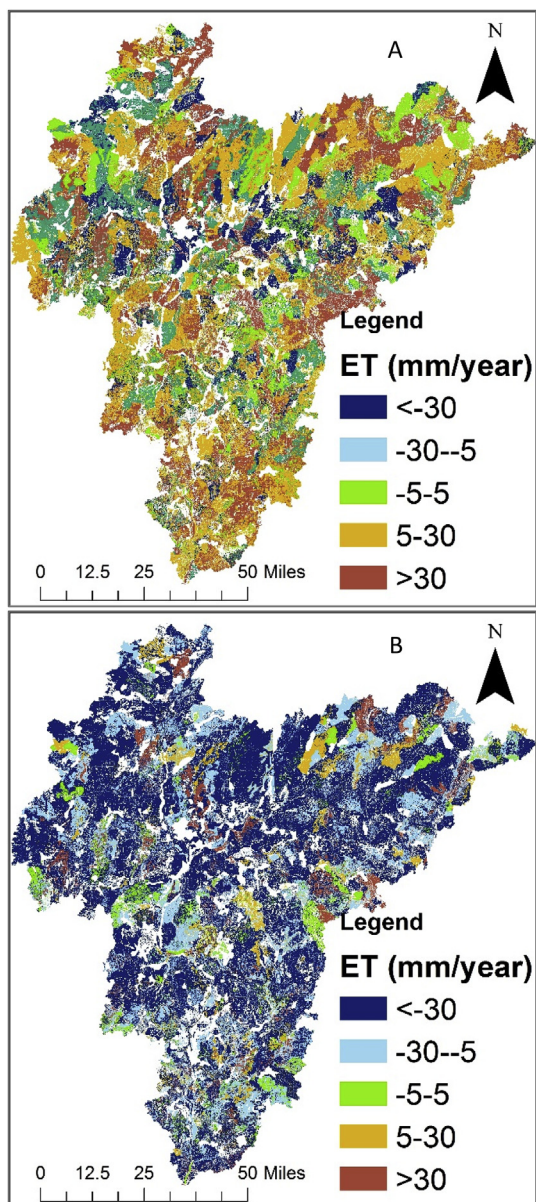 A
N
Legend
ET (mm/year)
<-30
-30--5
-5-5
5-30
>30
0 12.5 25 50 Miles
B
N
Legend
ET (mm/year)
<-30
-30--5
-5-5
5-30
>30
0 12.5 25 50 Miles